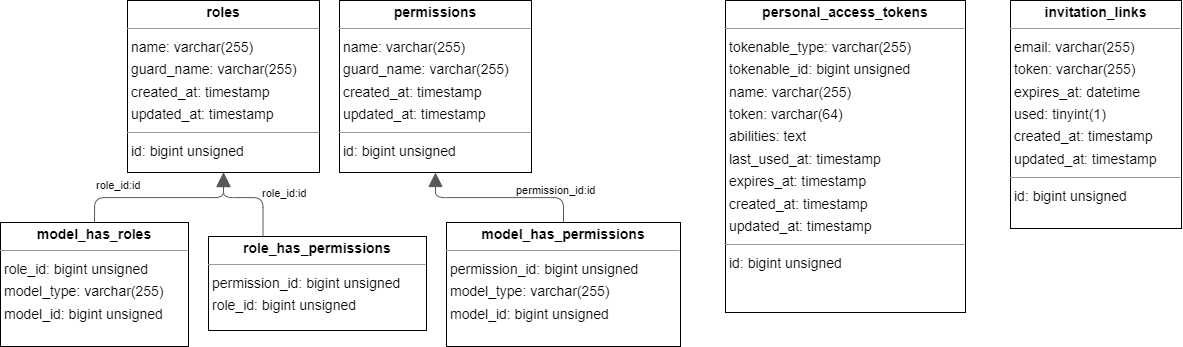 roles
name: varchar(255)
guard_name: varchar(255)
created_at: timestamp
updated_at: timestamp
id: bigint unsigned
permissions
name: varchar(255)
guard_name: varchar(255)
created_at: timestamp
updated_at: timestamp
id: bigint unsigned
personal_access_tokens
tokenable_type: varchar(255)
tokenable_id: bigint unsigned
name: varchar(255)
token: varchar(64)
abilities: text
last_used_at: timestamp
expires_at: timestamp
created_at: timestamp
updated_at: timestamp
id: bigint unsigned
invitation_links
email: varchar(255)
token: varchar(255)
expires_at: datetime
used: tinyint(1)
created_at: timestamp
updated_at: timestamp
id: bigint unsigned
role_id:id
role_id:id
permission_id:id
model_has_roles
role_id: bigint unsigned
model_type: varchar(255)
model_id: bigint unsigned
role_has_permissions
permission_id: bigint unsigned
role_id: bigint unsigned
model_has_permissions
permission_id: bigint unsigned
model_type: varchar(255)
model_id: bigint unsigned